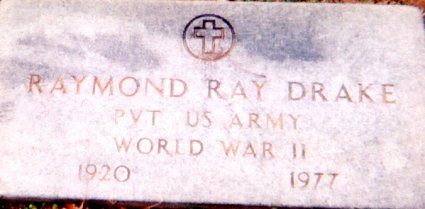 RAYMOND RAY DRAKE
PVT US ARMY
WORLD WAR II
1920 1977